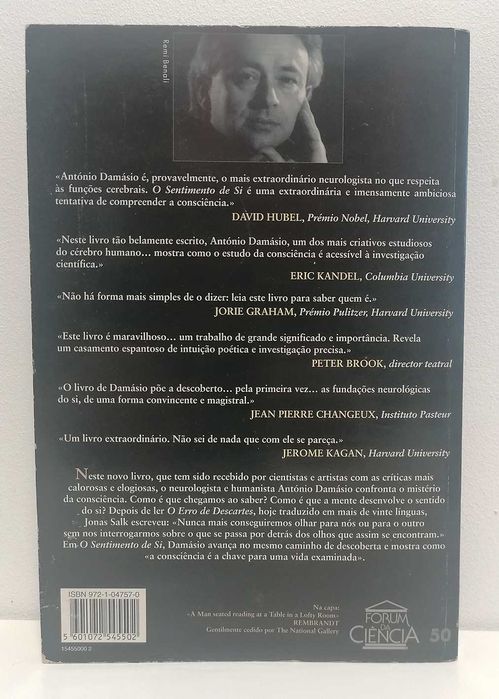 Remi Benali
«António Damásio é, provavelmente, o mais extraordinário neurologista no que respeita
às funções cerebrais. O Sentimento de Si é uma extraordinária e imensamente ambiciosa
tentativa de compreender a consciência.»
DAVID HUBEL, Prémio Nobel, Harvard University
«Neste livro tão belamente escrito, António Damásio, um dos mais criativos estudiosos
do cérebro humano... mostra como o estudo da consciência é acessível à investigação
científica.»
ERIC KANDEL, Columbia University
«Não há forma mais simples de o dizer: leia este livro para saber quem é.»
JORIE GRAHAM, Prémio Pulitzer, Harvard University
«Este livro é maravilhoso... um trabalho de grande significado e importância. Revela
um casamento espantoso de intuição poética e investigação precisa.»
PETER BROOK, director teatral
«O livro de Damásio põe a descoberto... pela primeira vez... as fundações neurológicas
do si, de uma forma convincente e magistral.»
JEAN PIERRE CHANGEUX, Instituto Pasteur
«Um livro extraordinário. Não sei de nada que com ele se pareça.»
JEROME KAGAN, Harvard University
Neste novo livro, que tem sido recebido por cientistas e artistas com as críticas mais
calorosas e elogiosas, o neurologista e humanista António Damásio confronta o mistério
da consciência. Como é que chegamos ao saber? Como é que a mente desenvolve o sentido
do si? Depois de ler O Erro de Descartes, hoje traduzido em mais de vinte línguas,
Jonas Salk escreveu: «Nunca mais conseguiremos olhar para nós ou para o outro
sem nos interrogarmos sobre o que se passa por detrás dos olhos que assim se encontram.»
Em O Sentimento de Si, Damásio avança no mesmo caminho de descoberta e mostra como
«a consciência é a chave para uma vida examinada».
ISBN 972-1-04757-0
5 601072 545502
15455000 2
Na capa:
«A Man seated reading at a Table in a Lofty Room»
REMBRANDT
Gentilmente cedido por The National Gallery
FORUM
DA
CIÊNCIA 50